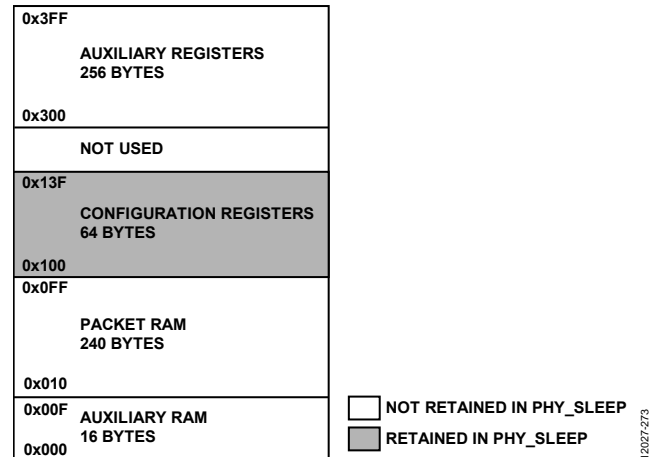 0x3FF
AUXILIARY REGISTERS
256 BYTES
0x300
NOT USED
0x13F
CONFIGURATION REGISTERS
64 BYTES
0x100
0x0FF
PACKET RAM
240 BYTES
0x010
0x00F
AUXILIARY RAM
16 BYTES
0x000
NOT RETAINED IN PHY_SLEEP
RETAINED IN PHY_SLEEP
12027-273